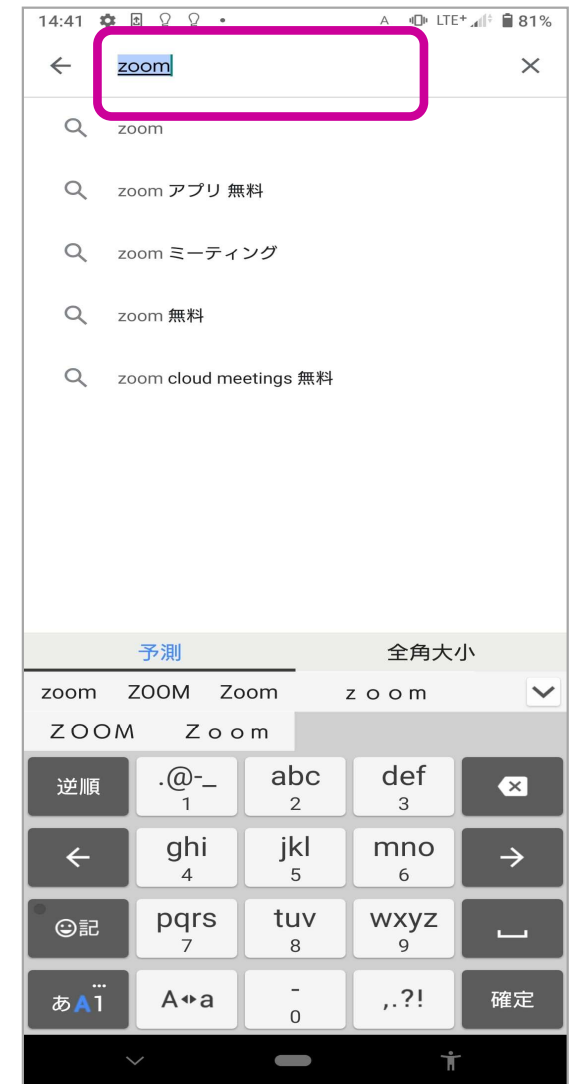 14:41 A LTE+ 81%
zoom
zoom
zoom アプリ 無料
zoom ミーティング
zoom 無料
zoom cloud meetings 無料
予測 全角大小
zoom ZOOM Zoom ｚｏｏｍ
ＺＯＯＭ Ｚｏｏｍ
逆順 .@-_ abc def
1 2 3
ghi jkl mno
4 5 6
記 pqrs tuv wxyz
7 8 9
あA1 A a - ,.?! 確定
0